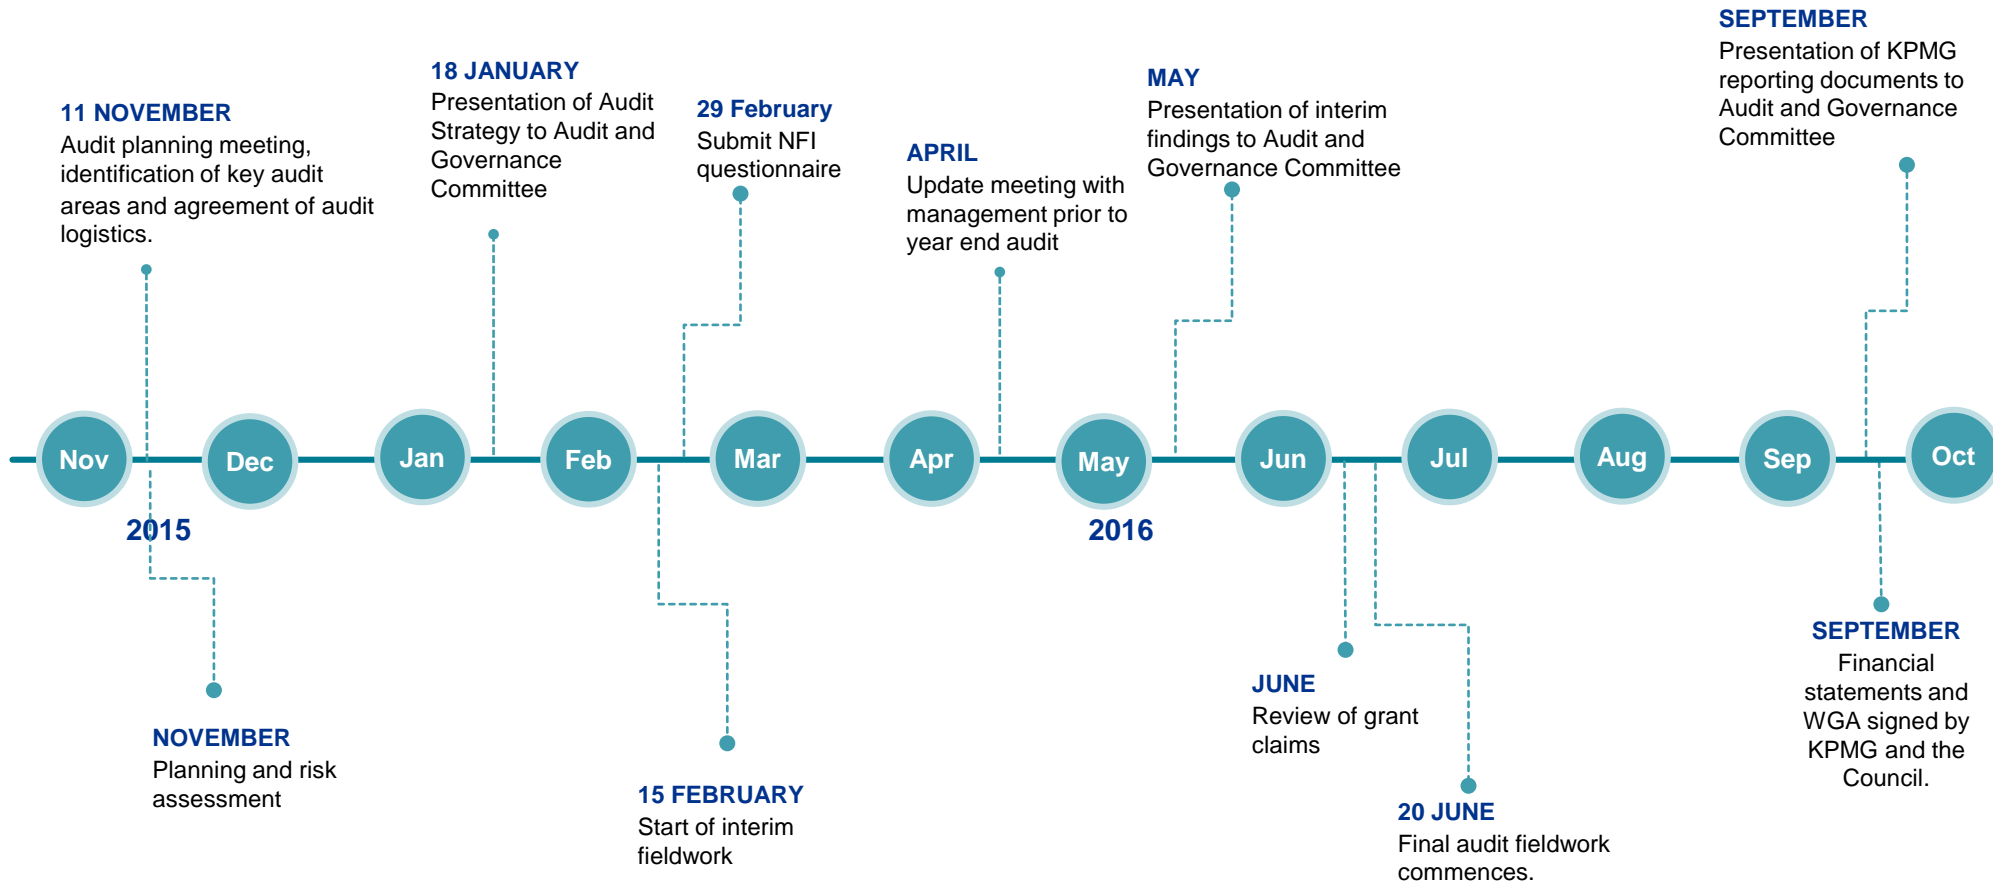 11 NOVEMBER
Audit planning meeting,
identification of key audit
areas and agreement of audit
logistics.
18 JANUARY
Presentation of Audit
Strategy to Audit and
Governance
Committee
29 February
Submit NFI
questionnaire
APRIL
Update meeting with
management prior to
year end audit
MAY
Presentation of interim
findings to Audit and
Governance Committee
SEPTEMBER
Presentation of KPMG
reporting documents to
Audit and Governance
Committee
Nov
Dec
Jan
Feb
Mar
Apr
May
Jun
Jul
Aug
Sep
Oct
2015
2016
NOVEMBER
Planning and risk
assessment
15 FEBRUARY
Start of interim
fieldwork
JUNE
Review of grant
claims
20 JUNE
Final audit fieldwork
commences.
SEPTEMBER
Financial
statements and
WGA signed by
KPMG and the
Council.